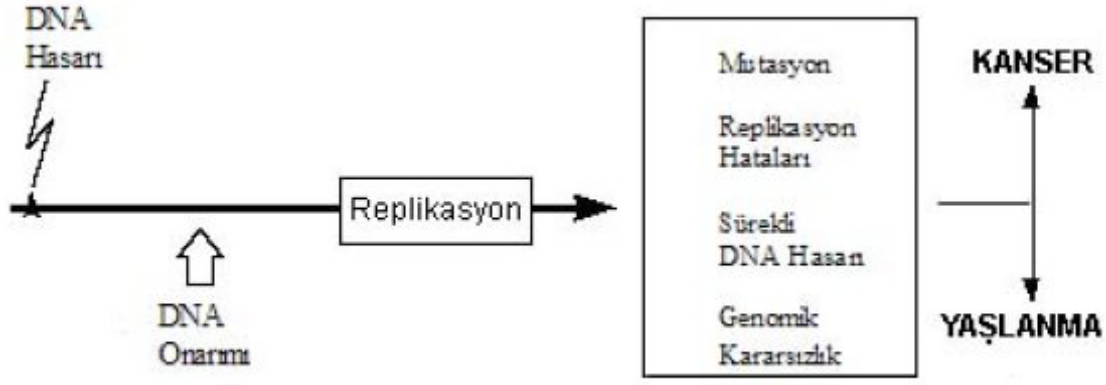 DNA
Hasarı
DNA
Onarımı
Replikasyon
Mutasyon
Replikasyon
Hataları
Sürekli
DNA Hasarı
Genomik
Kararsızlık
KANSER
YAŞLANMA